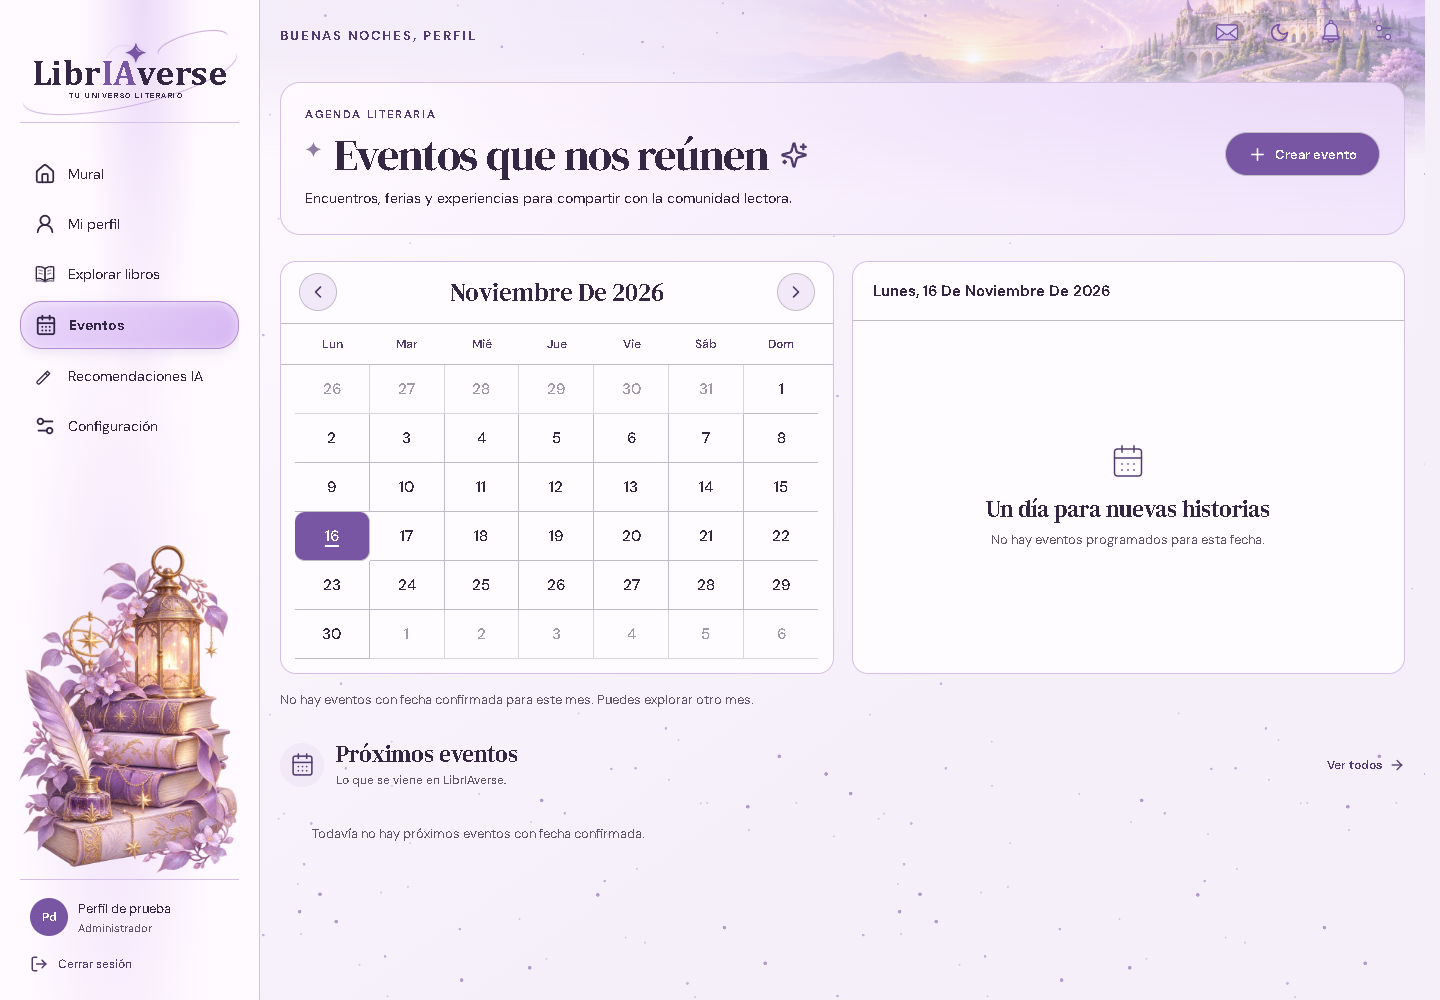 LibrIAverse
TU UNIVERSO LITERARIO
Mural
Mi perfil
Explorar libros
Eventos
Recomendaciones IA
Configuración
Pd
Perfil de prueba
Administrador
Cerrar sesión
BUENAS NOCHES, PERFIL
AGENDA LITERARIA
Eventos que nos reúnen
Encuentros, ferias y experiencias para compartir con la comunidad lectora.
Crear evento
Noviembre De 2026
Lun Mar Mié Jue Vie Sáb Dom
26 27 28 29 30 31 1
2 3 4 5 6 7 8
9 10 11 12 13 14 15
16 17 18 19 20 21 22
23 24 25 26 27 28 29
30 1 2 3 4 5 6
Lunes, 16 De Noviembre De 2026
Un día para nuevas historias
No hay eventos programados para esta fecha.
No hay eventos con fecha confirmada para este mes. Puedes explorar otro mes.
Próximos eventos
Lo que se viene en LibrIAverse.
Ver todos
Todavía no hay próximos eventos con fecha confirmada.